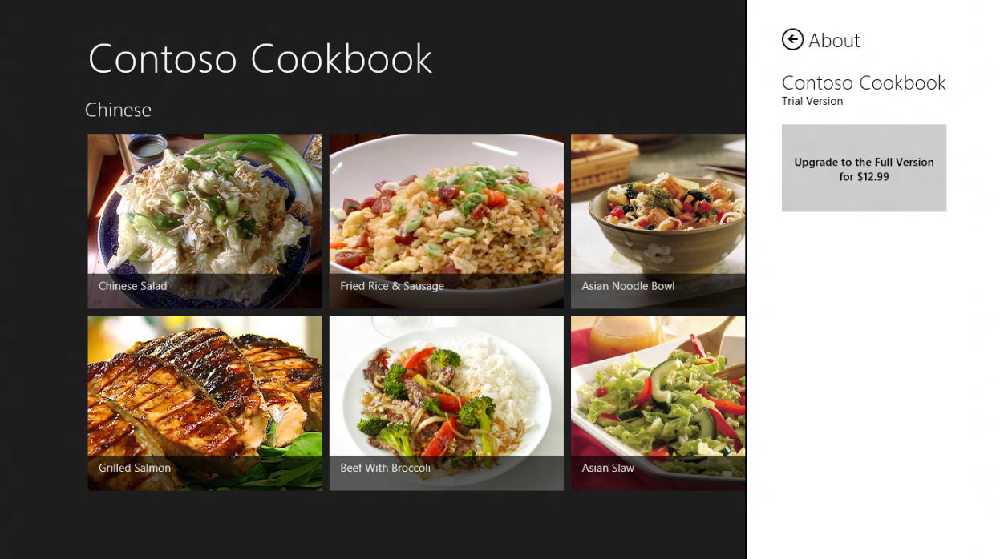 Contoso Cookbook
Chinese
Chinese Salad
Fried Rice & Sausage
Asian Noodle Bowl
Grilled Salmon
Beef With Broccoli
Asian Slaw
About
Contoso Cookbook
Trial Version
Upgrade to the Full Version
for $12.99